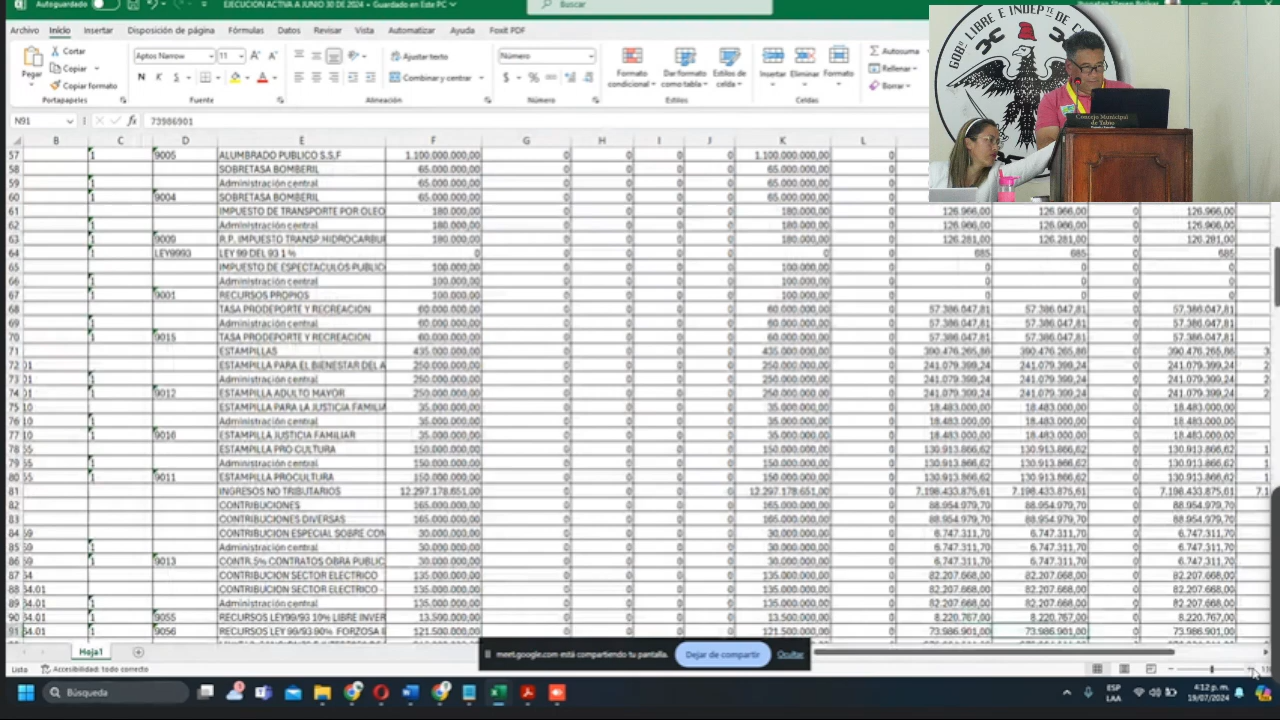 Autoguardado EJECUCION ACTIVA A JUNIO 30 DE 2024 • Guardado en Este PC Buscar
Archivo Inicio Insertar Disposición de página Fórmulas Datos Revisar Vista Automatizar Ayuda Foxit PDF
Pegar Cortar Copiar Copiar formato Aptos Narrow 11 Ajustar texto Combinar y centrar Número Formato condicional Dar formato como tabla Estilos de celda Insertar Eliminar Formato Autosuma Rellenar Borrar
Portapapeles Fuente Alineación Número Estilos Celdas
GOBº LIBRE E INDEPTE DE
Concejo Municipal
de Yaloo
N91 fx 73986901
B C D E F G H I J K L
57 1 9005 ALUMBRADO PUBLICO S.S.F 1.100.000.000,00 0 0 0 0 1.100.000.000,00 0
58 SOBRETASA BOMBERIL 65.000.000,00 0 0 0 0 65.000.000,00 0
59 1 Administración central 65.000.000,00 0 0 0 0 65.000.000,00 0
60 1 9004 SOBRETASA BOMBERIL 65.000.000,00 0 0 0 0 65.000.000,00 0
61 IMPUESTO DE TRANSPORTE POR OLEO 180.000,00 0 0 0 0 180.000,00 0 126.966,00 126.966,00 0 126.966,00
62 1 Administración central 180.000,00 0 0 0 0 180.000,00 0 126.966,00 126.966,00 0 126.966,00
63 1 9009 R.P. IMPUESTO TRANSP.HIDROCARBU 180.000,00 0 0 0 0 180.000,00 0 126.281,00 126.281,00 0 126.281,00
64 1 LEY9993 LEY 99 DEL 93 1 % 0 0 0 0 0 0 0 685 685 0 685
65 IMPUESTO DE ESPECTACULOS PUBLIC 100.000,00 0 0 0 0 100.000,00 0 0 0 0 0
66 1 Administración central 100.000,00 0 0 0 0 100.000,00 0 0 0 0 0
67 1 9001 RECURSOS PROPIOS 100.000,00 0 0 0 0 100.000,00 0 0 0 0 0
68 TASA PRODEPORTE Y RECREACION 60.000.000,00 0 0 0 0 60.000.000,00 0 57.386.047,81 57.386.047,81 0 57.386.047,81
69 1 Administración central 60.000.000,00 0 0 0 0 60.000.000,00 0 57.386.047,81 57.386.047,81 0 57.386.047,81
70 1 9015 TASA PRODEPORTE Y RECREACION 60.000.000,00 0 0 0 0 60.000.000,00 0 57.386.047,81 57.386.047,81 0 57.386.047,81
71 ESTAMPILLAS 435.000.000,00 0 0 0 0 435.000.000,00 0 390.476.265,86 390.476.265,86 0 390.476.265,86
72 01 ESTAMPILLA PARA EL BIENESTAR DEL A 250.000.000,00 0 0 0 0 250.000.000,00 0 241.079.399,24 241.079.399,24 0 241.079.399,24
73 01 1 Administración central 250.000.000,00 0 0 0 0 250.000.000,00 0 241.079.399,24 241.079.399,24 0 241.079.399,24
74 01 1 9012 ESTAMPILLA ADULTO MAYOR 250.000.000,00 0 0 0 0 250.000.000,00 0 241.079.399,24 241.079.399,24 0 241.079.399,24
75 10 ESTAMPILLA PARA LA JUSTICIA FAMILIA 35.000.000,00 0 0 0 0 35.000.000,00 0 18.483.000,00 18.483.000,00 0 18.483.000,00
76 10 1 Administración central 35.000.000,00 0 0 0 0 35.000.000,00 0 18.483.000,00 18.483.000,00 0 18.483.000,00
77 10 1 9016 ESTAMPILLA JUSTICIA FAMILIAR 35.000.000,00 0 0 0 0 35.000.000,00 0 18.483.000,00 18.483.000,00 0 18.483.000,00
78 55 ESTAMPILLA PRO CULTURA 150.000.000,00 0 0 0 0 150.000.000,00 0 130.913.866,62 130.913.866,62 0 130.913.866,62
79 55 1 Administración central 150.000.000,00 0 0 0 0 150.000.000,00 0 130.913.866,62 130.913.866,62 0 130.913.866,62
80 55 1 9011 ESTAMPILLA PROCULTURA 150.000.000,00 0 0 0 0 150.000.000,00 0 130.913.866,62 130.913.866,62 0 130.913.866,62
81 INGRESOS NO TRIBUTARIOS 12.297.178.651,00 0 0 0 0 12.297.178.651,00 0 7.198.433.875,61 7.198.433.875,61 0 7.198.433.875,61
82 CONTRIBUCIONES 165.000.000,00 0 0 0 0 165.000.000,00 0 88.954.979,70 88.954.979,70 0 88.954.979,70
83 CONTRIBUCIONES DIVERSAS 165.000.000,00 0 0 0 0 165.000.000,00 0 88.954.979,70 88.954.979,70 0 88.954.979,70
84 59 CONTRIBUCION ESPECIAL SOBRE CON 30.000.000,00 0 0 0 0 30.000.000,00 0 6.747.311,70 6.747.311,70 0 6.747.311,70
85 59 1 Administración central 30.000.000,00 0 0 0 0 30.000.000,00 0 6.747.311,70 6.747.311,70 0 6.747.311,70
86 59 1 9013 CONTR.5% CONTRATOS OBRA PUBLIC 30.000.000,00 0 0 0 0 30.000.000,00 0 6.747.311,70 6.747.311,70 0 6.747.311,70
87 64 CONTRIBUCION SECTOR ELECTRICO 135.000.000,00 0 0 0 0 135.000.000,00 0 82.207.668,00 82.207.668,00 0 82.207.668,00
88 64.01 CONTRIBUCION SECTOR ELECTRICO - 135.000.000,00 0 0 0 0 135.000.000,00 0 82.207.668,00 82.207.668,00 0 82.207.668,00
89 64.01 1 Administración central 135.000.000,00 0 0 0 0 135.000.000,00 0 82.207.668,00 82.207.668,00 0 82.207.668,00
90 64.01 1 9055 RECURSOS LEY99/93 10% LIBRE INVER 13.500.000,00 0 0 0 0 13.500.000,00 0 8.220.767,00 8.220.767,00 0 8.220.767,00
91 64.01 1 9056 RECURSOS LEY 99/93 90% FORZOSA I 121.500.000,00 0 0 0 0 121.500.000,00 0 73.986.901,00 73.986.901,00 0 73.986.901,00
Hoja1
meet.google.com está compartiendo tu pantalla. Dejar de compartir Ocultar
Listo Accesibilidad: todo correcto
Búsqueda ESP LAA 4:12 p. m. 19/07/2024